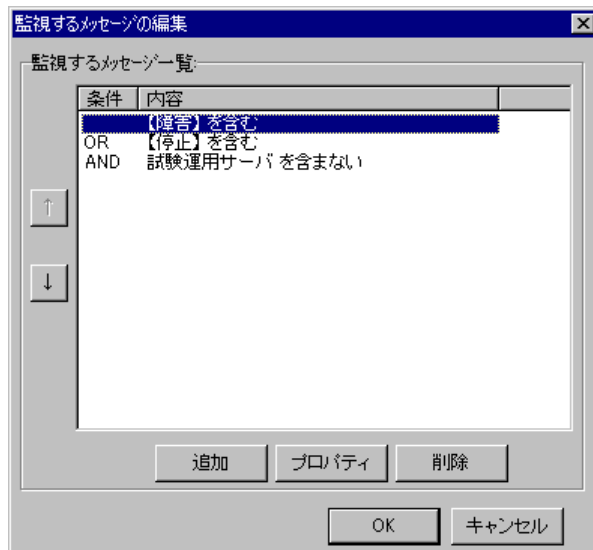 監視するメッセージの編集
監視するメッセージ一覧:
条件 内容
【障害】を含む
OR 【停止】を含む
AND 試験運用サーバ を含まない
↑
↓
追加 プロパティ 削除
OK キャンセル